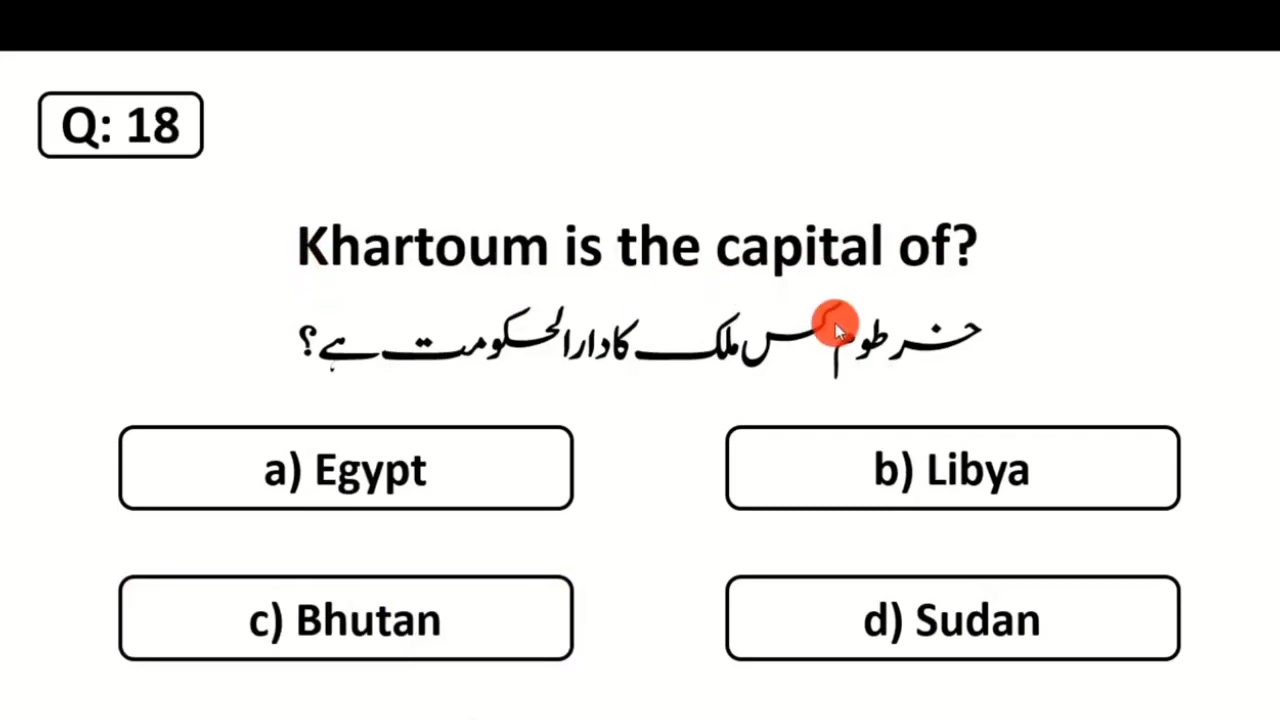 Q: 18
Khartoum is the capital of?
خرطوم کس ملک کا دارالحکومت ہے؟
a) Egypt
b) Libya
c) Bhutan
d) Sudan